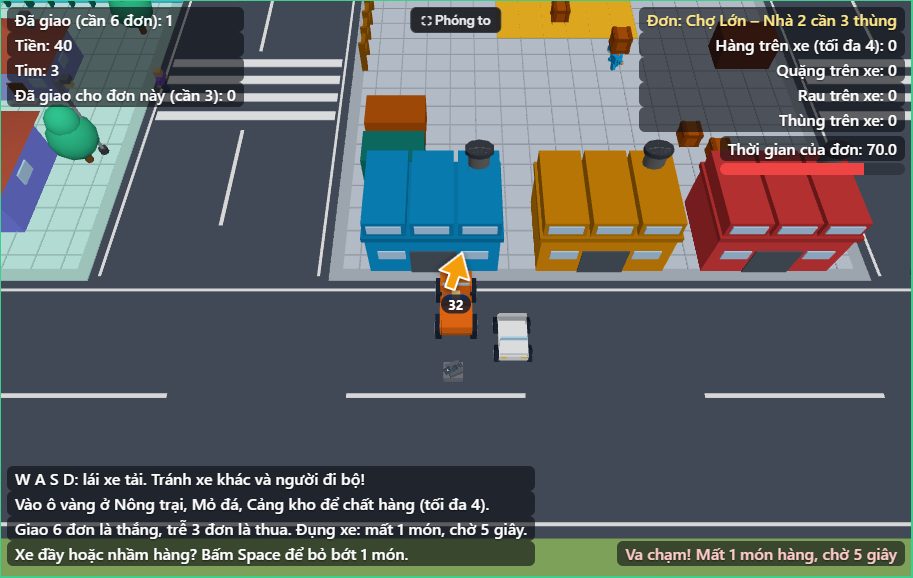 Đã giao (cần 6 đơn): 1
Tiền: 40
Tim: 3
Đã giao cho đơn này (cần 3): 0
Phóng to
Đơn: Chợ Lớn – Nhà 2 cần 3 thùng
Hàng trên xe (tối đa 4): 0
Quặng trên xe: 0
Rau trên xe: 0
Thùng trên xe: 0
Thời gian của đơn: 70.0
32
W A S D: lái xe tải. Tránh xe khác và người đi bộ!
Vào ô vàng ở Nông trại, Mỏ đá, Cảng kho để chất hàng (tối đa 4).
Giao 6 đơn là thắng, trễ 3 đơn là thua. Đụng xe: mất 1 món, chờ 5 giây.
Xe đầy hoặc nhầm hàng? Bấm Space để bỏ bớt 1 món.
Va chạm! Mất 1 món hàng, chờ 5 giây